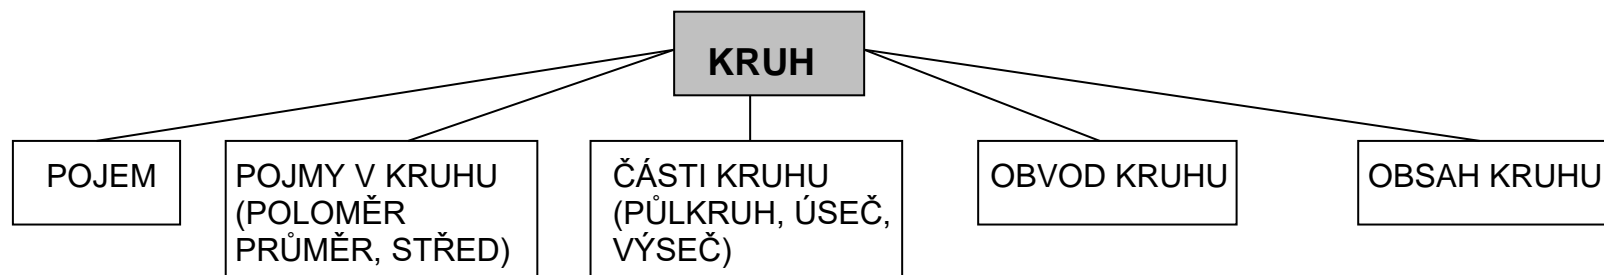 KRUH
POJEM
POJMY V KRUHU
(POLOMĚR
PRŮMĚR, STŘED)
ČÁSTI KRUHU
(PŮLKRUH, ÚSEČ,
VÝSEČ)
OBVOD KRUHU
OBSAH KRUHU